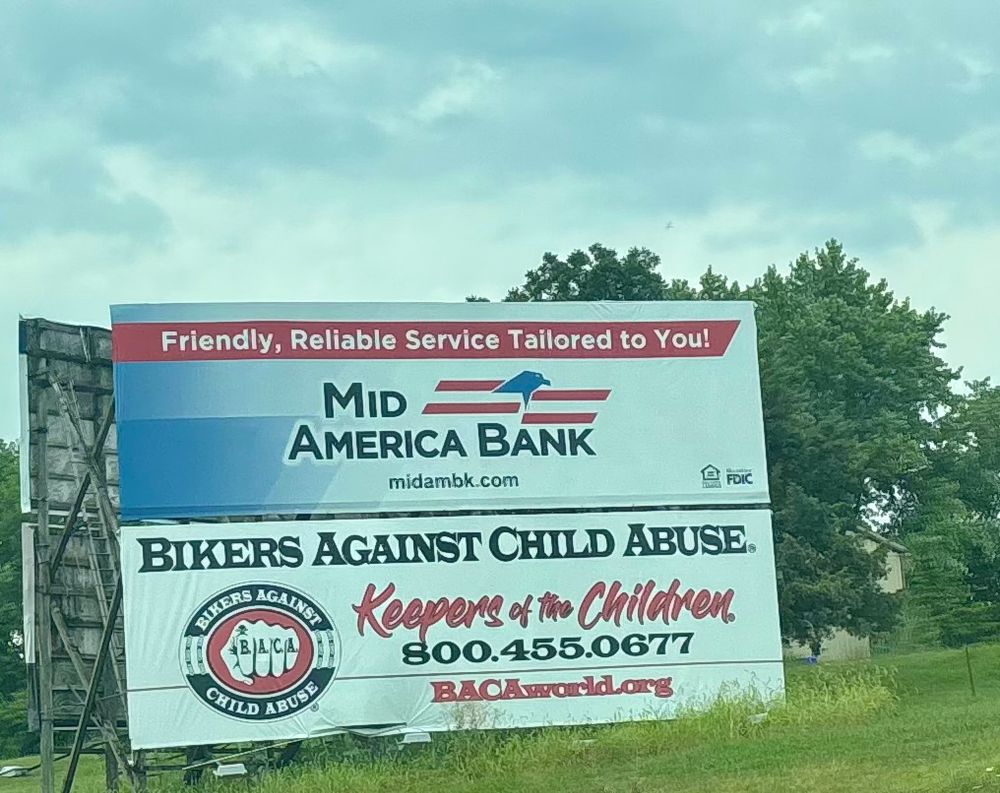 Friendly, Reliable Service Tailored to You!
MID
AMERICA BANK
midambk.com
FDIC
BIKERS AGAINST CHILD ABUSE®
Keepers of the Children®
800.455.0677
BACAworld.org
BIKERS AGAINST
B.A.C.A.
CHILD ABUSE®